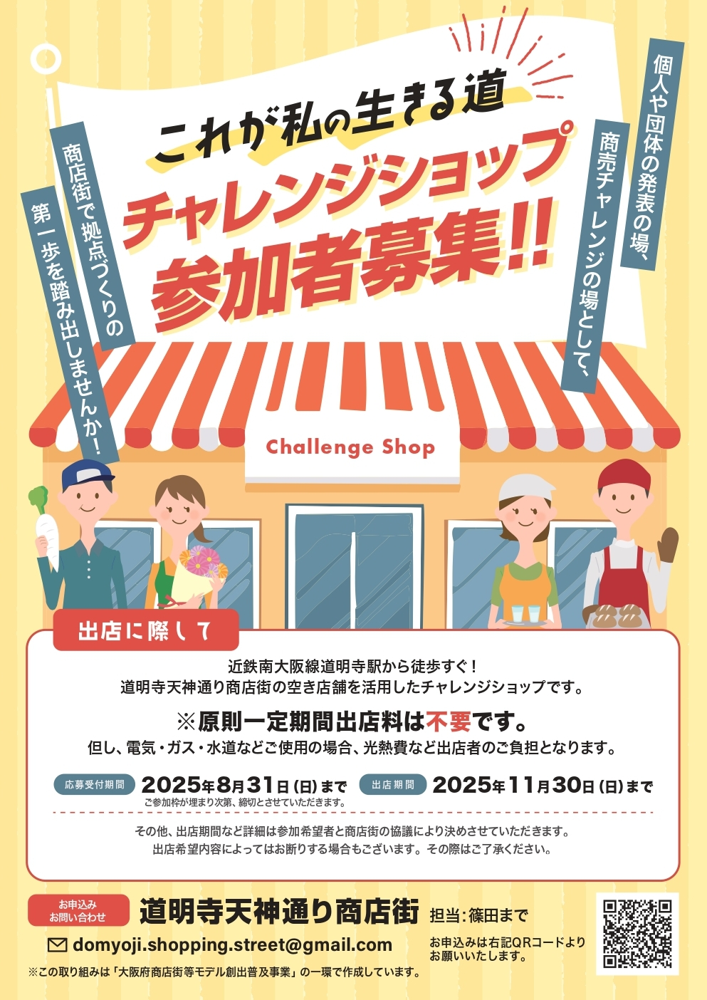 これが私の生きる道
チャレンジショップ
参加者募集!!
個人や団体の発表の場、
商売チャレンジの場として、
商店街で拠点づくりの
第一歩を踏み出しませんか！
Challenge Shop
出店に際して
近鉄南大阪線道明寺駅から徒歩すぐ！
道明寺天神通り商店街の空き店舗を活用したチャレンジショップです。
※原則一定期間出店料は不要です。
但し、電気・ガス・水道などご使用の場合、光熱費など出店者のご負担となります。
応募受付期間 2025年8月31日（日）まで
ご参加枠が埋まり次第、締切とさせていただきます。
出店期間 2025年11月30日（日）まで
その他、出店期間など詳細は参加希望者と商店街の協議により決めさせていただきます。
出店希望内容によってはお断りする場合もございます。その際はご了承ください。
お申込み
お問い合わせ
道明寺天神通り商店街 担当：篠田まで
domyoji.shopping.street@gmail.com
お申込みは右記QRコードより
お願いいたします。
※この取り組みは「大阪府商店街等モデル創出普及事業」の一環で作成しています。